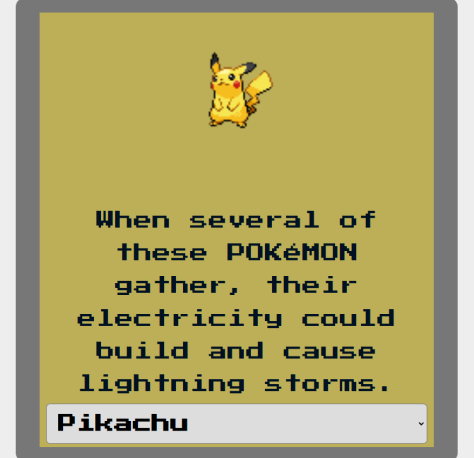 When several of
these POKéMON
gather, their
electricity could
build and cause
lightning storms.
Pikachu